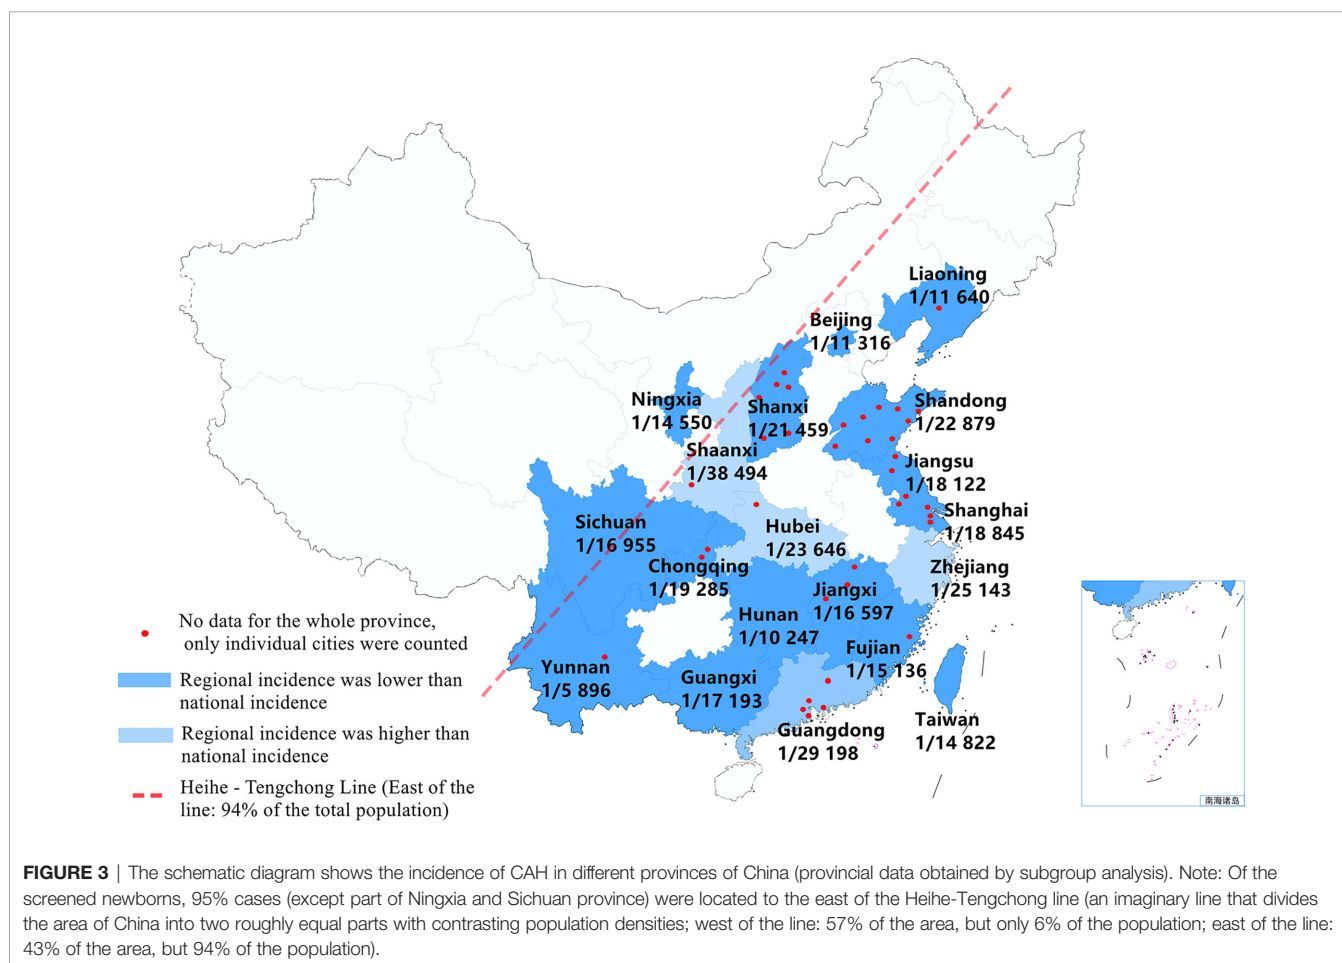 Liaoning
1/11 640
Beijing
1/11 316
Ningxia
1/14 550
Shanxi
1/21 459
Shandong
1/22 879
Shaanxi
1/38 494
Jiangsu
1/18 122
Shanghai
1/18 845
Sichuan
1/16 955
Hubei
1/23 646
Chongqing
1/19 285
Zhejiang
1/25 143
Jiangxi
1/16 597
Hunan
1/10 247
Fujian
1/15 136
Yunnan
1/5 896
Guangxi
1/17 193
Guangdong
1/29 198
Taiwan
1/14 822
南海诸岛
No data for the whole province,
only individual cities were counted
Regional incidence was lower than
national incidence
Regional incidence was higher than
national incidence
Heihe - Tengchong Line (East of the
line: 94% of the total population)
FIGURE 3 | The schematic diagram shows the incidence of CAH in different provinces of China (provincial data obtained by subgroup analysis). Note: Of the
screened newborns, 95% cases (except part of Ningxia and Sichuan province) were located to the east of the Heihe-Tengchong line (an imaginary line that divides
the area of China into two roughly equal parts with contrasting population densities; west of the line: 57% of the area, but only 6% of the population; east of the line:
43% of the area, but 94% of the population).